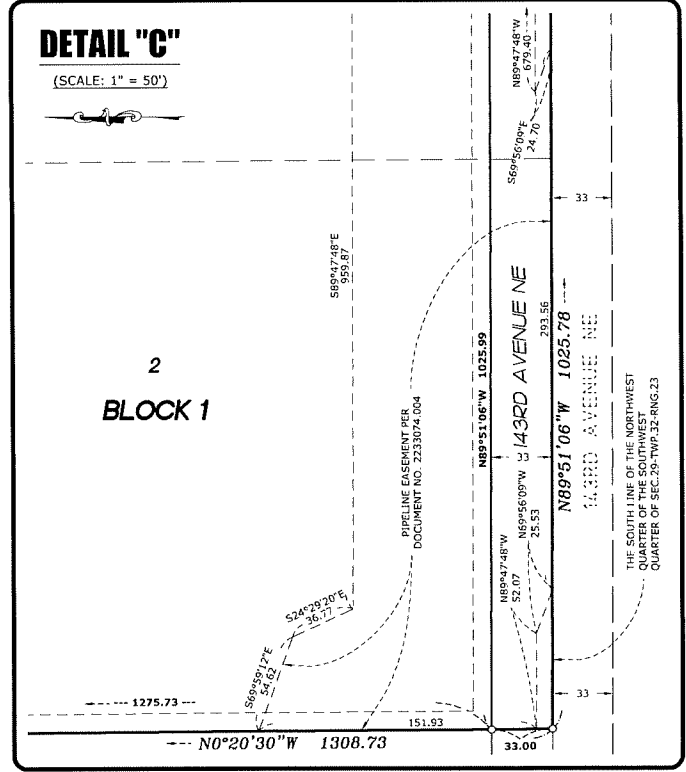 DETAIL "C"
(SCALE: 1" = 50')
N89°47'48"W
679.40
S69°56'09"E
24.70
33
S89°47'48"E
959.87
143RD AVENUE NE
293.56
N89°51'06"W 1025.99
N89°51'06"W 1025.78
143RD AVENUE NE
2
BLOCK 1
PIPELINE EASEMENT PER
DOCUMENT NO. 2233074.004
33
N69°56'09"W
25.53
N89°47'48"W
52.07
THE SOUTH LINE OF THE NORTHWEST
QUARTER OF THE SOUTHWEST
QUARTER OF SEC.29-TWP.32-RNG.23
S24°29'20"E
36.77
S69°59'12"E
54.62
1275.73
151.93
33
N0°20'30"W 1308.73
33.00